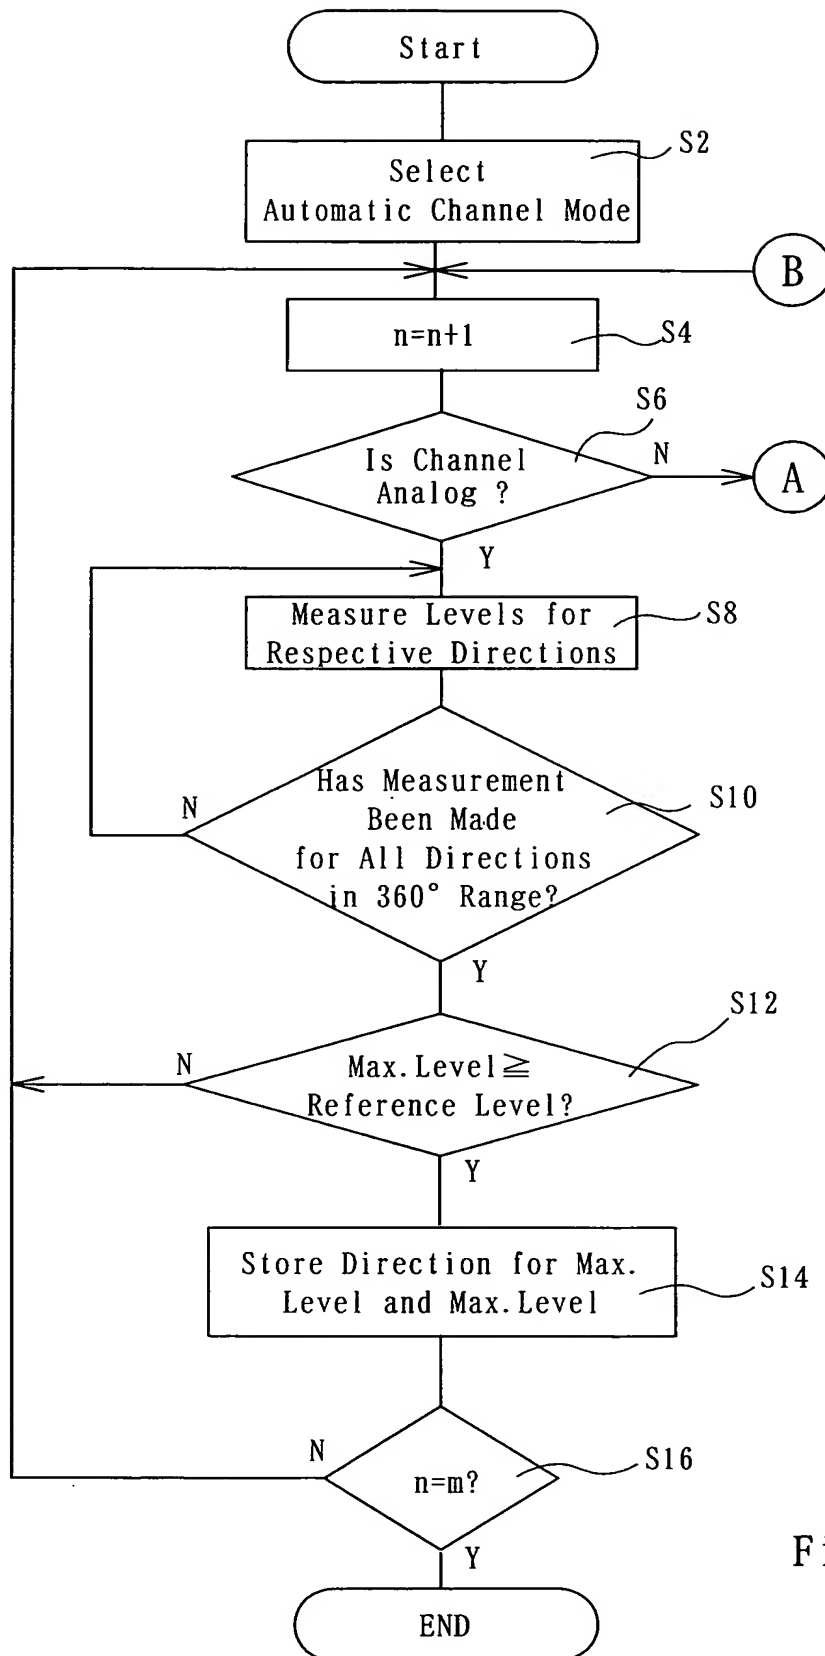 Start
S2
Select
Automatic Channel Mode
B
n=n+1
S4
S6
Is Channel
Analog ?
N
A
Y
Measure Levels for
Respective Directions
S8
Has Measurement
Been Made
for All Directions
in 360° Range?
N
S10
Y
S12
N
Max.Level≧
Reference Level?
Y
Store Direction for Max.
Level and Max.Level
S14
N
n=m?
S16
Y
Fi
END